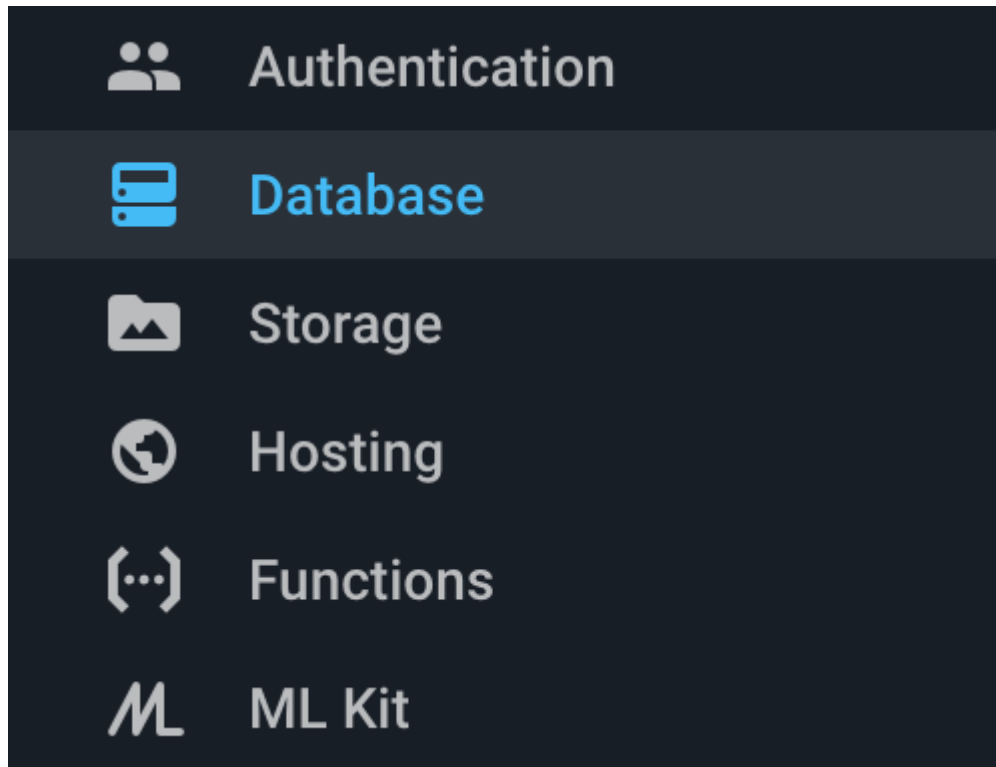 Authentication
Database
Storage
Hosting
Functions
ML Kit